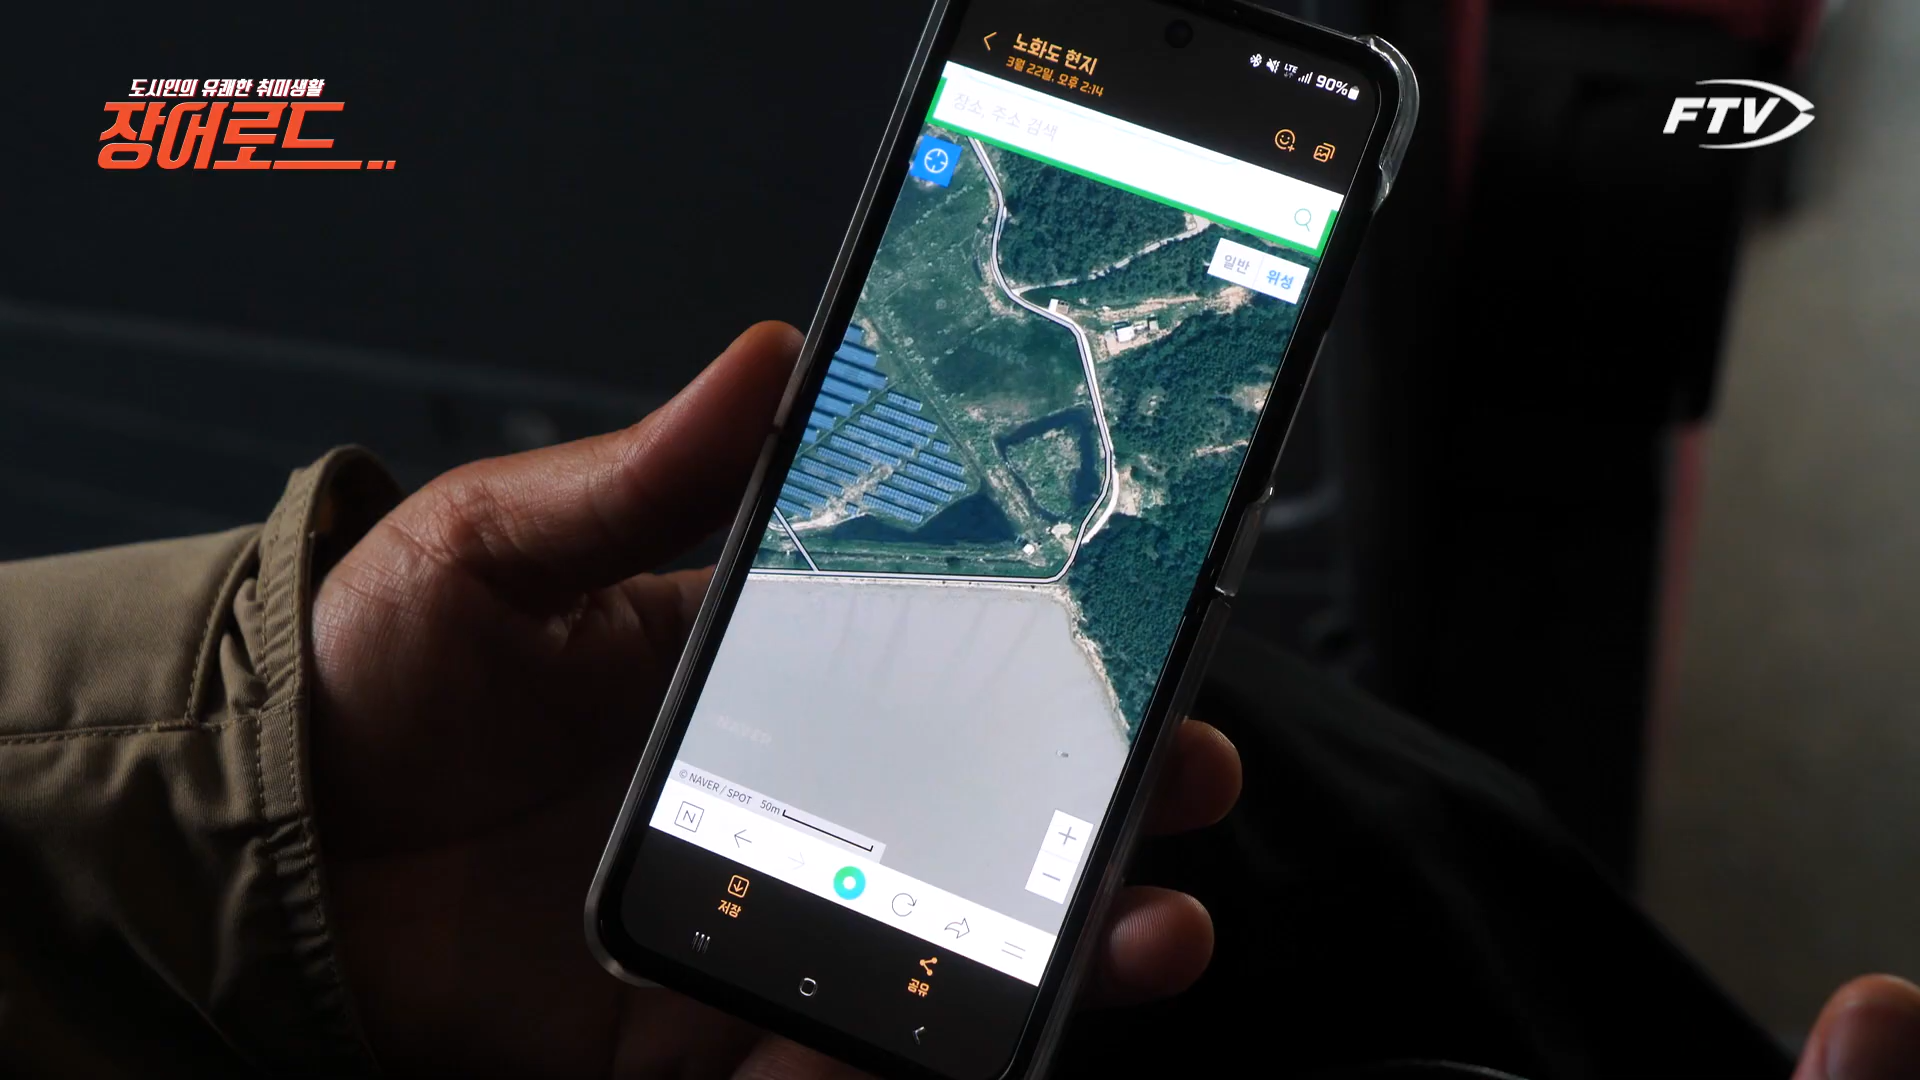 도시인의 유쾌한 취미생활
장어로드..
FTV
노화도 현지
3월 22일, 오후 2:14
LTE
90%
장소, 주소 검색
일반
위성
NAVER
© NAVER / SPOT
50m
N
저장
공유